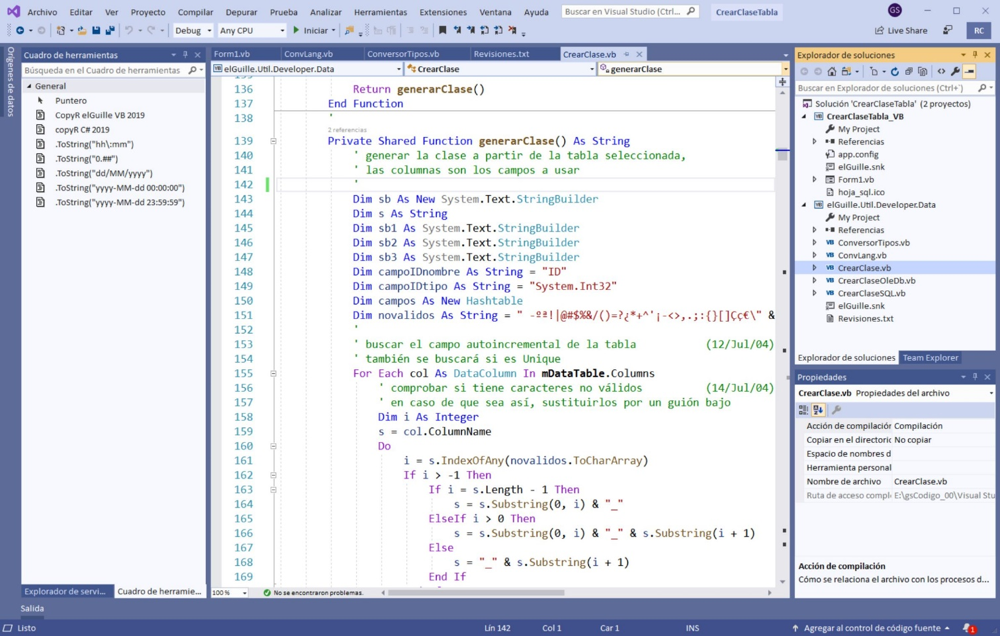 Archivo Editar Ver Proyecto Compilar Depurar Prueba Analizar Herramientas Extensiones Ventana Ayuda Buscar en Visual Studio (Ctrl... CrearClaseTabla GS
Debug Any CPU Iniciar Live Share RC
Orígenes de datos
Cuadro de herramientas
Búsqueda en el Cuadro de herramientas
General
Puntero
CopyR elGuille VB 2019
copyR C# 2019
.ToString("hh\:mm")
.ToString("0.##")
.ToString("dd/MM/yyyy")
.ToString("yyyy-MM-dd 00:00:00")
.ToString("yyyy-MM-dd 23:59:59")
Explorador de servi... Cuadro de herramie...
Form1.vb ConvLang.vb ConversorTipos.vb Revisiones.txt CrearClase.vb
elGuille.Util.Developer.Data CrearClase generarClase
136 Return generarClase()
137 End Function
138 '
2 referencias
139 Private Shared Function generarClase() As String
140 ' generar la clase a partir de la tabla seleccionada,
141 ' las columnas son los campos a usar
142 '
143 Dim sb As New System.Text.StringBuilder
144 Dim s As String
145 Dim sb1 As System.Text.StringBuilder
146 Dim sb2 As System.Text.StringBuilder
147 Dim sb3 As System.Text.StringBuilder
148 Dim campoIDnombre As String = "ID"
149 Dim campoIDtipo As String = "System.Int32"
150 Dim campos As New Hashtable
151 Dim novalidos As String = " -ºª!|@#$%&/()=?¿*+^'¡-<>,.;:{}[]Çç€\" &
152 '
153 ' buscar el campo autoincremental de la tabla (12/Jul/04)
154 ' también se buscará si es Unique
155 For Each col As DataColumn In mDataTable.Columns
156 ' comprobar si tiene caracteres no válidos (14/Jul/04)
157 ' en caso de que sea así, sustituirlos por un guión bajo
158 Dim i As Integer
159 s = col.ColumnName
160 Do
161 i = s.IndexOfAny(novalidos.ToCharArray)
162 If i > -1 Then
163 If i = s.Length - 1 Then
164 s = s.Substring(0, i) & "_"
165 ElseIf i > 0 Then
166 s = s.Substring(0, i) & "_" & s.Substring(i + 1)
167 Else
168 s = "_" & s.Substring(i + 1)
169 End If
100 % No se encontraron problemas.
Explorador de soluciones
Buscar en Explorador de soluciones (Ctrl+`)
Solución 'CrearClaseTabla' (2 proyectos)
CrearClaseTabla_VB
My Project
Referencias
app.config
elGuille.snk
Form1.vb
hoja_sql.ico
elGuille.Util.Developer.Data
My Project
Referencias
ConversorTipos.vb
ConvLang.vb
CrearClase.vb
CrearClaseOleDb.vb
CrearClaseSQL.vb
elGuille.snk
Revisiones.txt
Explorador de soluciones Team Explorer
Propiedades
CrearClase.vb Propiedades del archivo
Acción de compilación Compilación
Copiar en el directorio No copiar
Espacio de nombres d
Herramienta personal
Nombre de archivo CrearClase.vb
Ruta de acceso compl E:\gsCodigo_00\Visual Stu
Acción de compilación
Cómo se relaciona el archivo con los procesos d...
Salida
Listo Lín 142 Col 1 Car 1 INS Agregar al control de código fuente 1